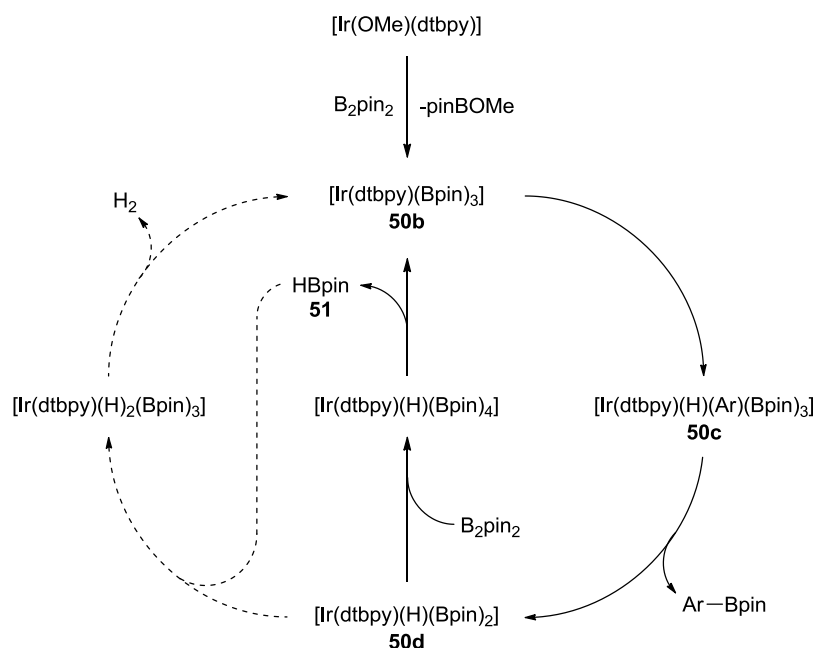 [Ir(OMe)(dtbpy)]
B₂pin₂ -pinBOMe
[Ir(dtbpy)(Bpin)₃]
50b
H₂
HBpin
51
[Ir(dtbpy)(H)₂(Bpin)₃]
[Ir(dtbpy)(H)(Bpin)₄]
[Ir(dtbpy)(H)(Ar)(Bpin)₃]
50c
B₂pin₂
Ar—Bpin
[Ir(dtbpy)(H)(Bpin)₂]
50d